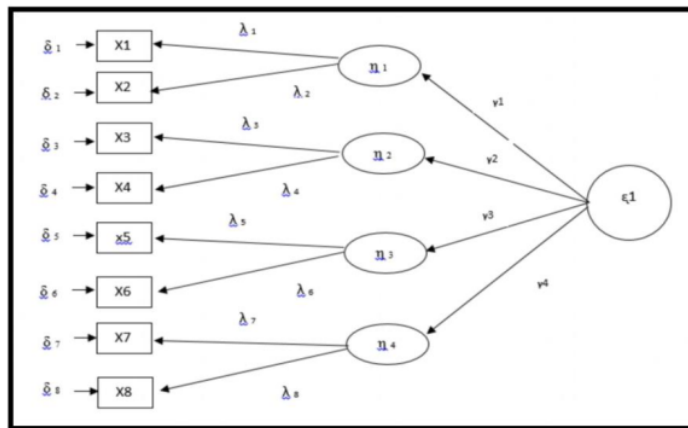 δ 1 X1 λ 1 η 1
δ 2 X2 λ 2 γ1
δ 3 X3 λ 3 η 2 γ2
δ 4 X4 λ 4 ε1
δ 5 x5 λ 5 η 3 γ3
δ 6 X6 λ 6 γ4
δ 7 X7 λ 7 η 4
δ 8 X8 λ 8